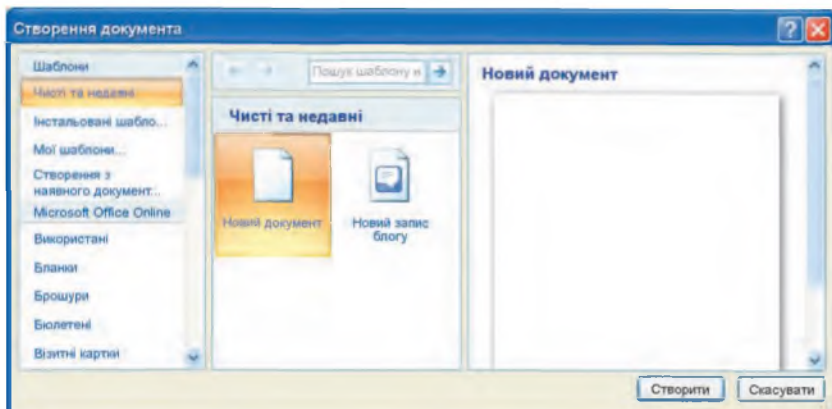 Створення документа
Шаблони
Чисті та недавні
Інстальовані шабло...
Мої шаблони...
Створення з
наявного документ...
Microsoft Office Online
Використані
Бланки
Брошури
Бюлетені
Візитні картки
Пошук шаблону н
Чисті та недавні
Новий документ
Новий запис
блогу
Новий документ
Створити
Скасувати